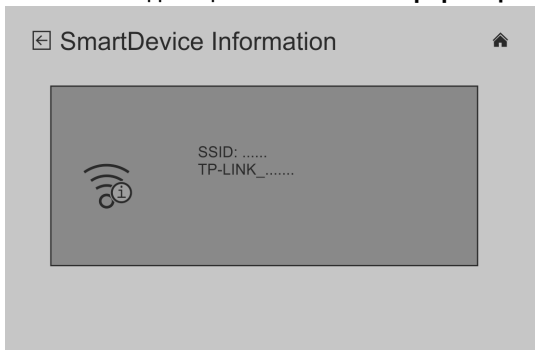 SmartDevice Information
SSID: ......
TP-LINK_.......